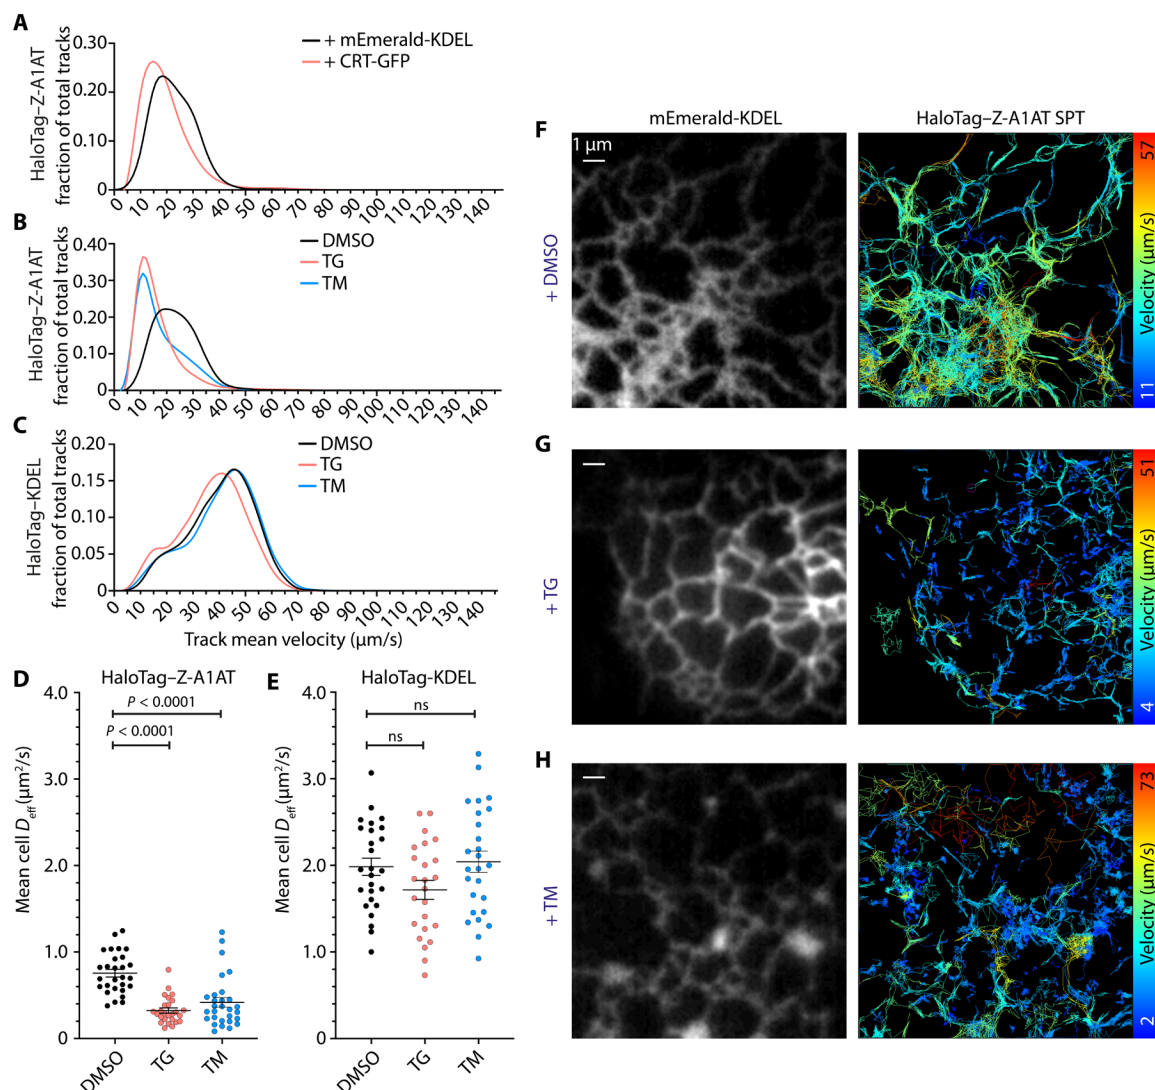 A
HaloTag–Z-A1AT
fraction of total tracks
0.30
0.20
0.10
0
+ mEmerald-KDEL
+ CRT-GFP
0 10 20 30 40 50 60 70 80 90 100 110 120 130 140
B
HaloTag–Z-A1AT
fraction of total tracks
0.40
0.30
0.20
0.10
0
DMSO
TG
TM
0 10 20 30 40 50 60 70 80 90 100 110 120 130 140
C
HaloTag–KDEL
fraction of total tracks
0.20
0.15
0.10
0.05
0
DMSO
TG
TM
0 10 20 30 40 50 60 70 80 90 100 110 120 130 140
Track mean velocity (µm/s)
D
HaloTag–Z-A1AT
Mean cell Deff (µm²/s)
4.0
3.0
2.0
1.0
0
P < 0.0001
P < 0.0001
DMSO TG TM
E
HaloTag-KDEL
Mean cell Deff (µm²/s)
4.0
3.0
2.0
1.0
0
ns
ns
DMSO TG TM
mEmerald-KDEL
HaloTag–Z-A1AT SPT
F
+ DMSO
1 µm
57
Velocity (µm/s)
11
G
+ TG
51
Velocity (µm/s)
4
H
+ TM
73
Velocity (µm/s)
2